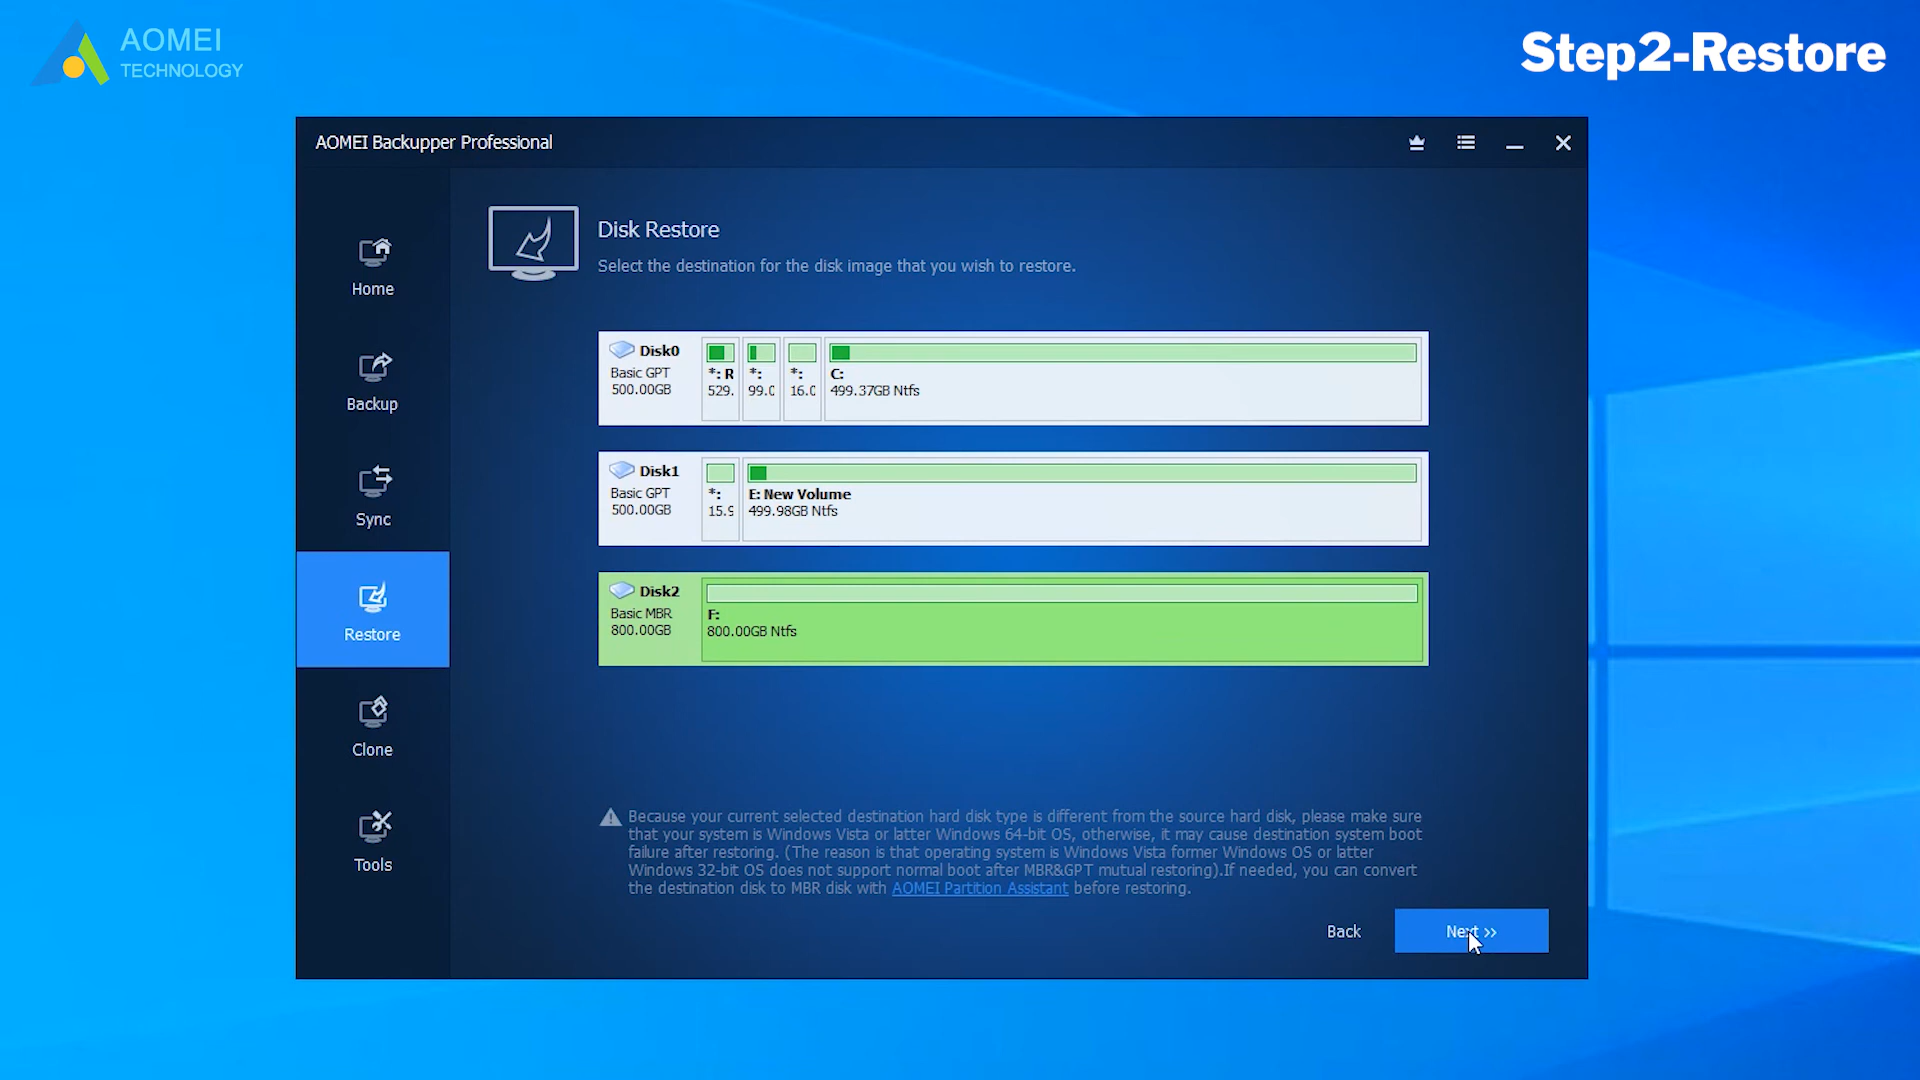 AOMEI
TECHNOLOGY
Step2-Restore
AOMEI Backupper Professional
Home
Backup
Sync
Restore
Clone
Tools
Disk Restore
Select the destination for the disk image that you wish to restore.
Disk0
Basic GPT
500.00GB
*: R
529.
*:
99.0
*:
16.0
C:
499.37GB Ntfs
Disk1
Basic GPT
500.00GB
*:
15.9
E: New Volume
499.98GB Ntfs
Disk2
Basic MBR
800.00GB
F:
800.00GB Ntfs
Because your current selected destination hard disk type is different from the source hard disk, please make sure
that your system is Windows Vista or latter Windows 64-bit OS, otherwise, it may cause destination system boot
failure after restoring. (The reason is that operating system is Windows Vista former Windows OS or latter
Windows 32-bit OS does not support normal boot after MBR&GPT mutual restoring).If needed, you can convert
the destination disk to MBR disk with AOMEI Partition Assistant before restoring.
Back
Next >>